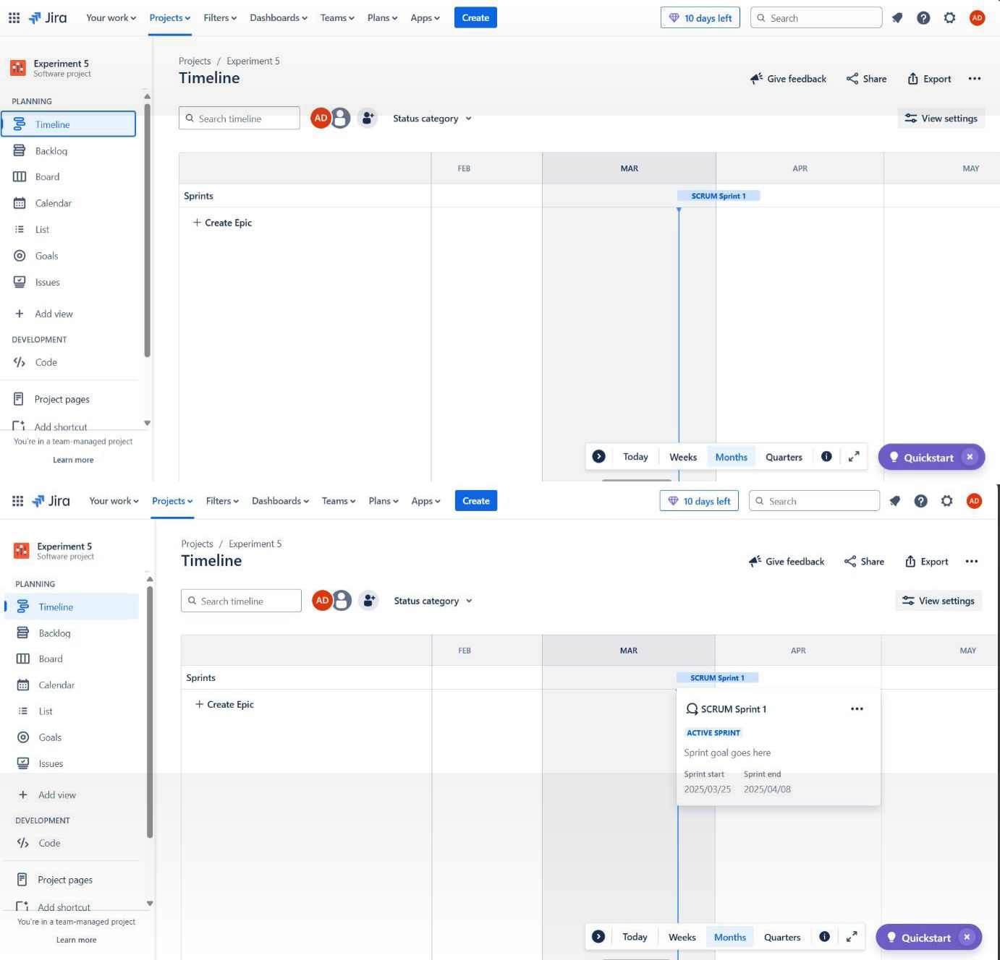 Jira Your work Projects Filters Dashboards Teams Plans Apps Create 10 days left Search AD
Experiment 5
Software project
Projects / Experiment 5
Timeline
Give feedback Share Export
PLANNING
Search timeline AD Status category View settings
Timeline
Backlog
Board
Calendar
List
Goals
Issues
Add view
DEVELOPMENT
Code
Project pages
Add shortcut
You're in a team-managed project
Learn more
FEB MAR APR MAY
Sprints SCRUM Sprint 1
+ Create Epic
Today Weeks Months Quarters Quickstart
Jira Your work Projects Filters Dashboards Teams Plans Apps Create 10 days left Search AD
Experiment 5
Software project
Projects / Experiment 5
Timeline
Give feedback Share Export
PLANNING
Search timeline AD Status category View settings
Timeline
Backlog
Board
Calendar
List
Goals
Issues
Add view
DEVELOPMENT
Code
Project pages
Add shortcut
You're in a team-managed project
Learn more
FEB MAR APR MAY
Sprints SCRUM Sprint 1
+ Create Epic
SCRUM Sprint 1
ACTIVE SPRINT
Sprint goal goes here
Sprint start Sprint end
2025/03/25 2025/04/08
Today Weeks Months Quarters Quickstart